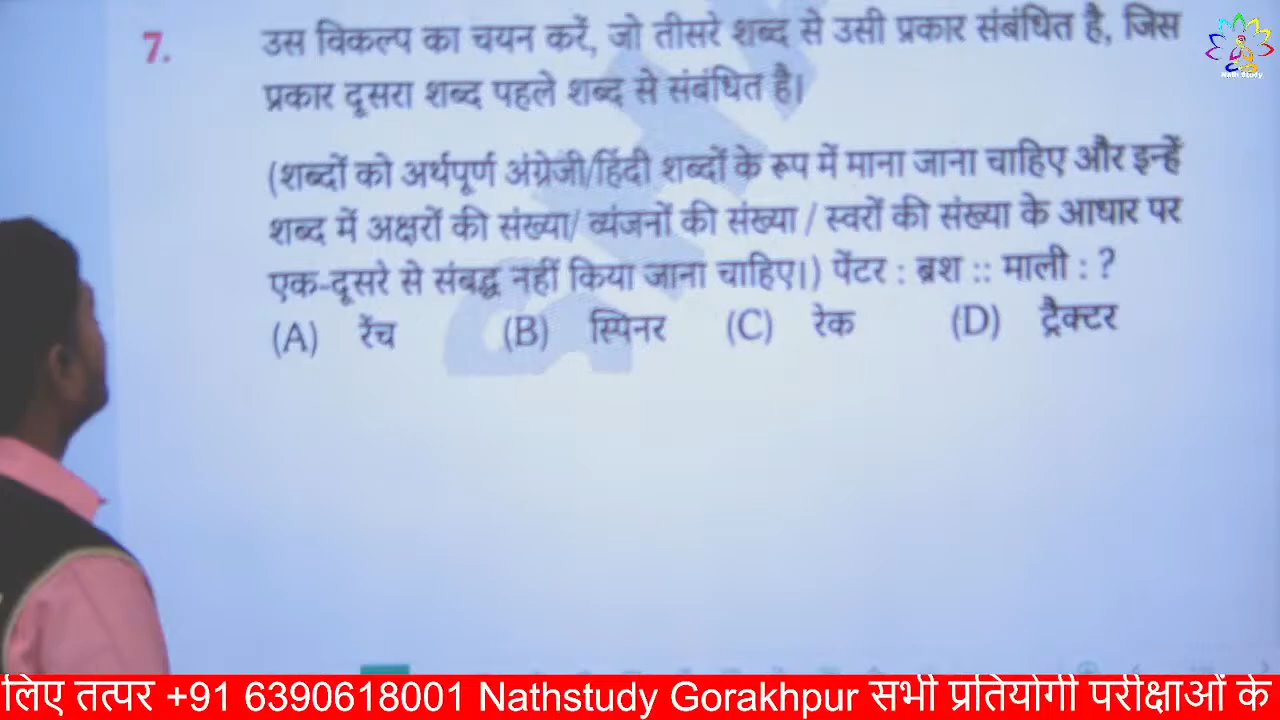 Nath Study
7. उस विकल्प का चयन करें, जो तीसरे शब्द से उसी प्रकार संबंधित है, जिस
प्रकार दूसरा शब्द पहले शब्द से संबंधित है।
(शब्दों को अर्थपूर्ण अंग्रेजी/हिंदी शब्दों के रूप में माना जाना चाहिए और इन्हें
शब्द में अक्षरों की संख्या/ व्यंजनों की संख्या / स्वरों की संख्या के आधार पर
एक-दूसरे से संबद्ध नहीं किया जाना चाहिए।) पेंटर : ब्रश :: माली : ?
(A) रेंच (B) स्पिनर (C) रेक (D) ट्रैक्टर
लिए तत्पर +91 6390618001 Nathstudy Gorakhpur सभी प्रतियोगी परीक्षाओं के